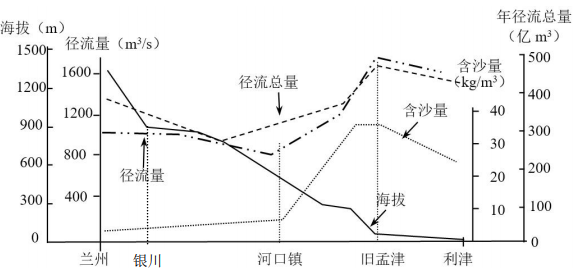 海拔（m）
1500
1200
900
600
300
0
径流量（m³/s）
1600
1200
800
400
年径流总量
（亿 m³）
500
400
300
200
100
0
含沙量
（kg/m³）
40
30
20
10
径流总量
含沙量
径流量
海拔
兰州
银川
河口镇
旧孟津
利津